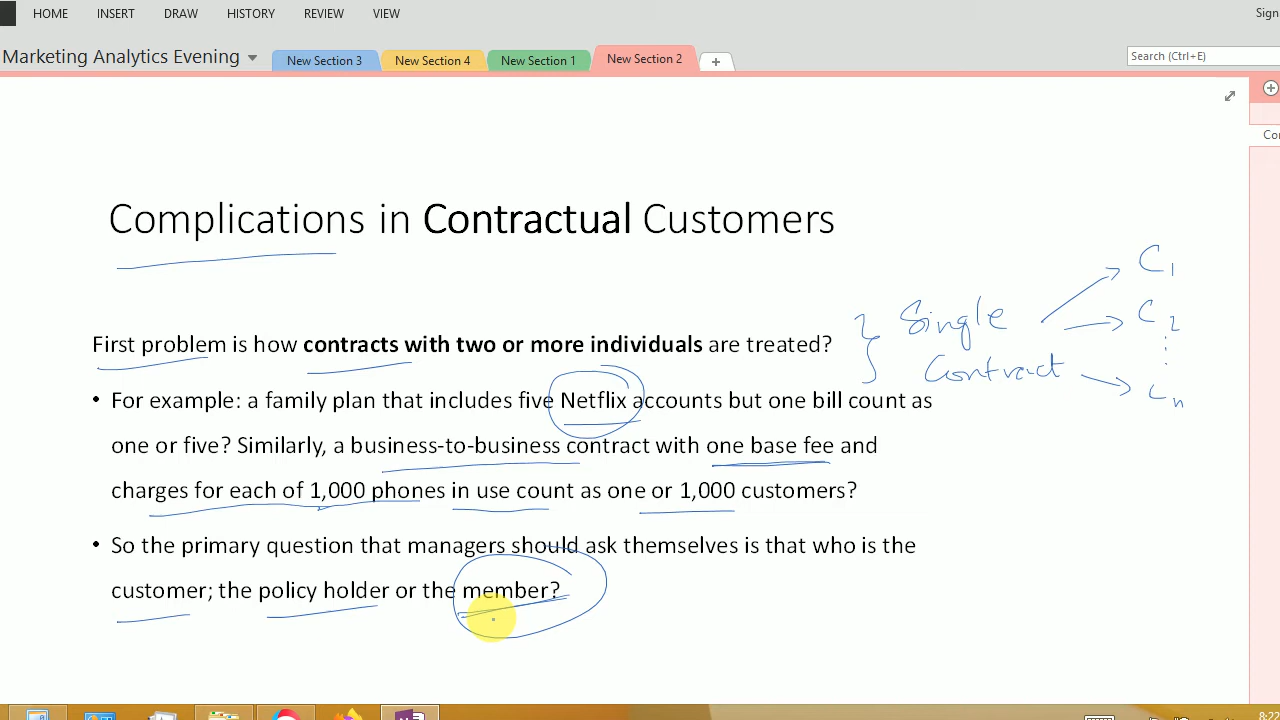 HOME INSERT DRAW HISTORY REVIEW VIEW Sign
Marketing Analytics Evening New Section 3 New Section 4 New Section 1 New Section 2 + Search (Ctrl+E)
Complications in Contractual Customers
First problem is how contracts with two or more individuals are treated?
• For example: a family plan that includes five Netflix accounts but one bill count as
one or five? Similarly, a business-to-business contract with one base fee and
charges for each of 1,000 phones in use count as one or 1,000 customers?
• So the primary question that managers should ask themselves is that who is the
customer; the policy holder or the member?
Single
Contract
C1
C2
Cn
Cor
8:22